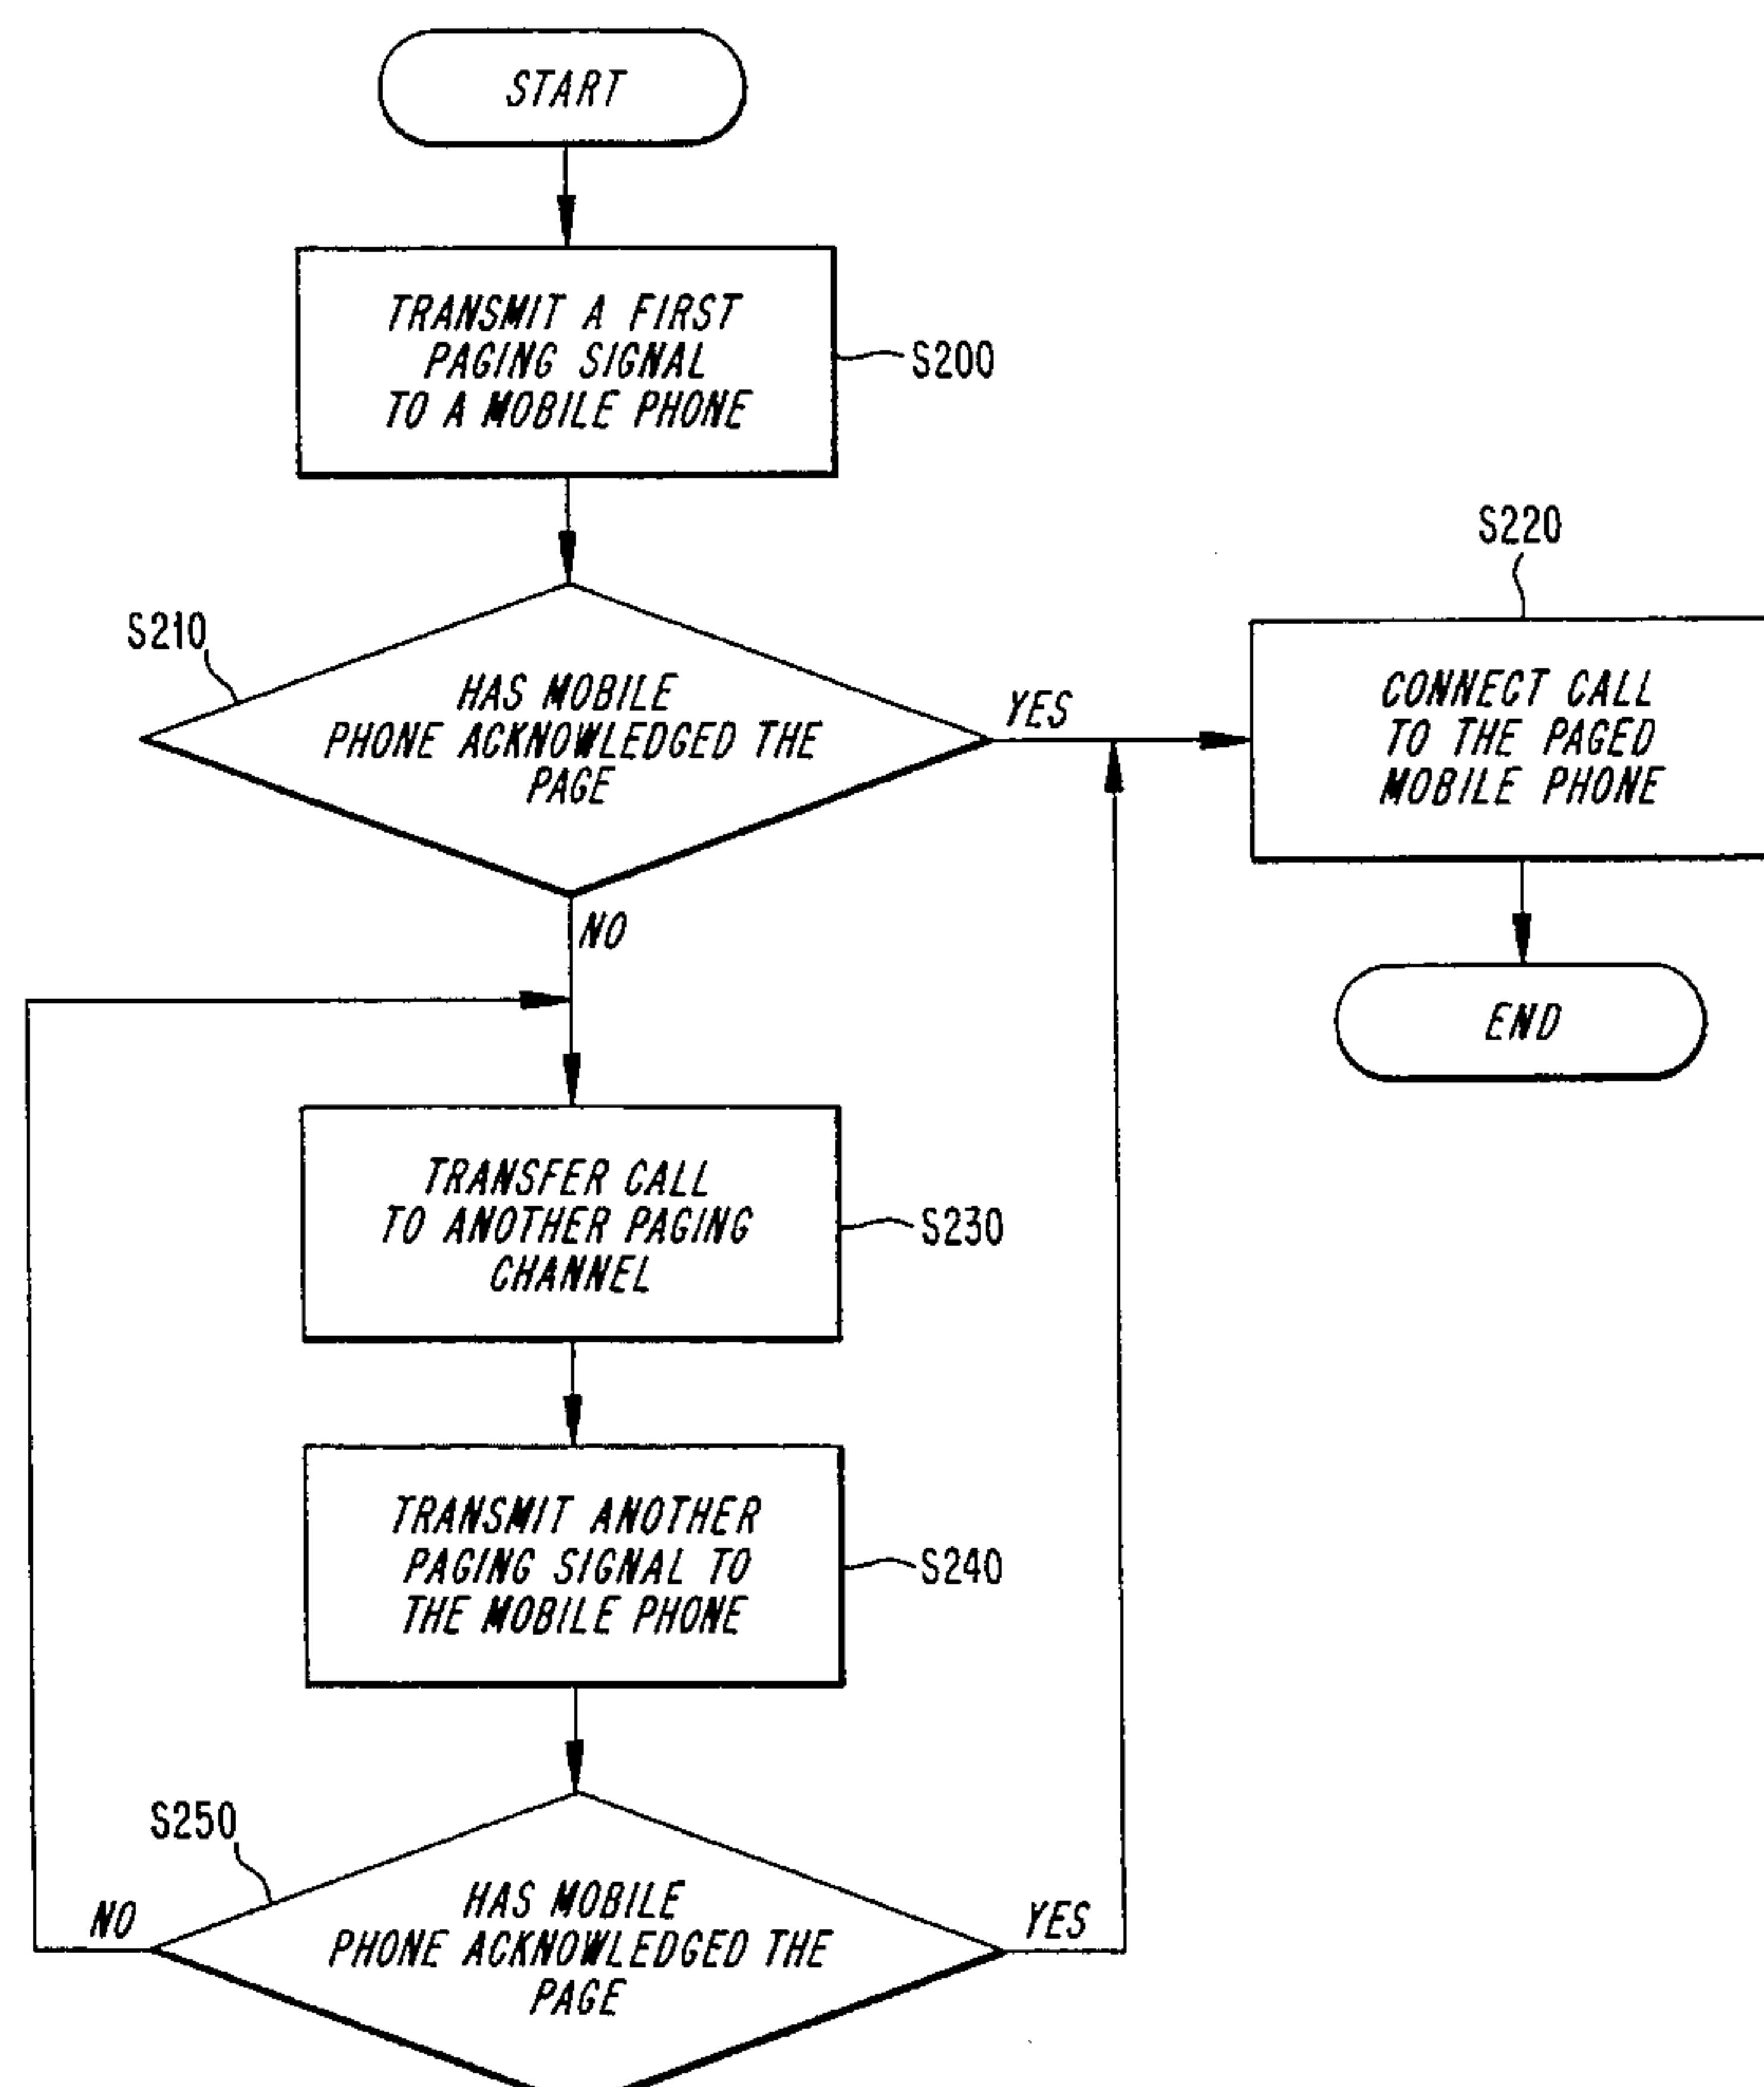 START
TRANSMIT A FIRST
PAGING SIGNAL
TO A MOBILE PHONE
S200
S210
HAS MOBILE
PHONE ACKNOWLEDGED THE
PAGE
YES
NO
S220
CONNECT CALL
TO THE PAGED
MOBILE PHONE
END
TRANSFER CALL
TO ANOTHER PAGING
CHANNEL
S230
TRANSMIT ANOTHER
PAGING SIGNAL TO
THE MOBILE PHONE
S240
S250
HAS MOBILE
PHONE ACKNOWLEDGED THE
PAGE
NO
YES